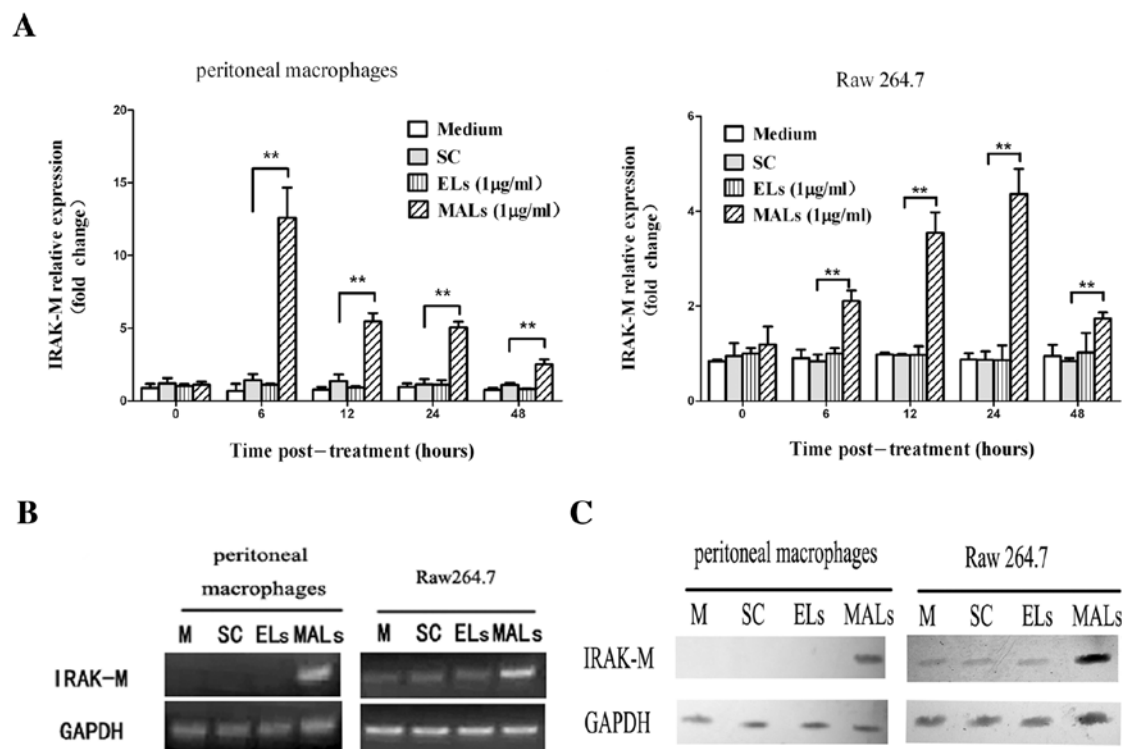 A
peritoneal macrophages
IRAK-M relative expression
(fold change)
20
15
10
5
0
Medium
SC
ELs (1μg/ml)
MALs (1μg/ml)
**
**
**
**
0 6 12 24 48
Time post-treatment (hours)
Raw 264.7
IRAK-M relative expression
(fold change)
6
4
2
0
Medium
SC
ELs (1μg/ml)
MALs (1μg/ml)
**
**
**
**
0 6 12 24 48
Time post-treatment (hours)
B
peritoneal
macrophages
Raw264.7
M SC ELs MALs
M SC ELs MALs
IRAK-M
GAPDH
C
peritoneal macrophages
Raw 264.7
M SC ELs MALs
M SC ELs MALs
IRAK-M
GAPDH